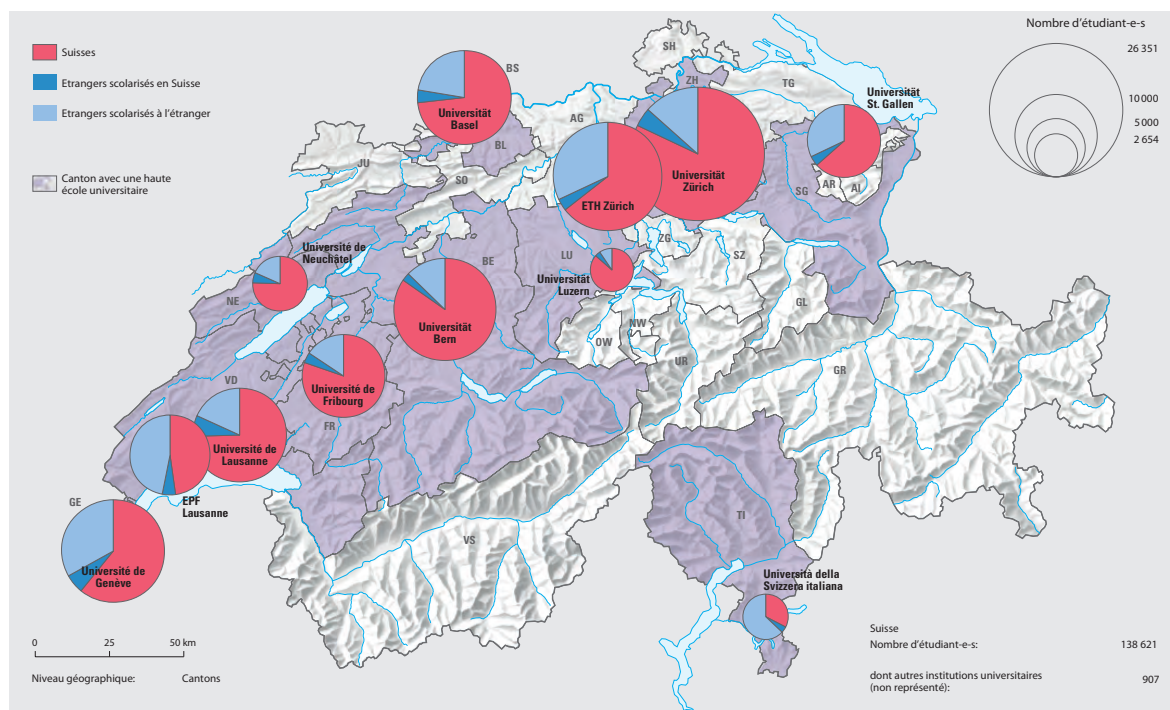 Suisses
Etrangers scolarisés en Suisse
Etrangers scolarisés à l'étranger
Canton avec une haute
école universitaire
Nombre d'étudiant-e-s
26 351
10 000
5 000
2 654
SH
BS
Universität
Basel
ZH
TG
Universität
St. Gallen
AG
BL
JU
SO
Universität
Zürich
ETH Zürich
SG
AR
AI
Université de
Neuchâtel
NE
BE
LU
Universität
Luzern
ZG
SZ
Universität
Bern
NW
OW
GL
UR
GR
Université de
Fribourg
VD
FR
Université de
Lausanne
EPF
Lausanne
GE
Université de
Genève
VS
TI
Università della
Svizzera italiana
0
25
50 km
Niveau géographique:
Cantons
Suisse
Nombre d'étudiant-e-s:
138 621
dont autres institutions universitaires
(non représenté):
907